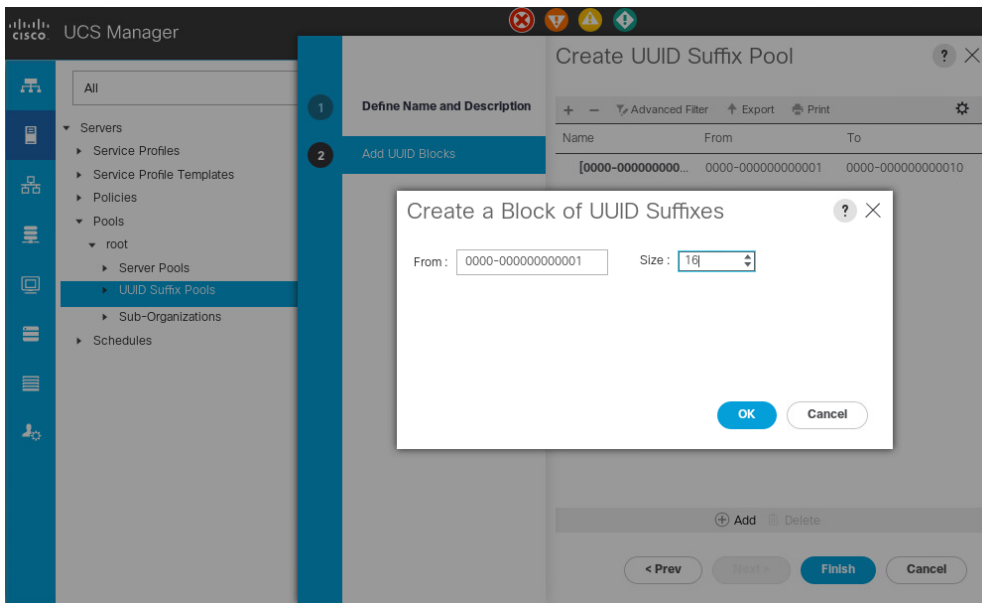 cisco UCS Manager
Create UUID Suffix Pool ?
All
1 Define Name and Description
+ − Advanced Filter Export Print
Name From To
Servers
Service Profiles
2 Add UUID Blocks
[0000-000000000... 0000-000000000001 0000-000000000010
Service Profile Templates
Policies
Pools
root
Server Pools
UUID Suffix Pools
Sub-Organizations
Schedules
Create a Block of UUID Suffixes ?
From : 0000-000000000001 Size : 16
OK Cancel
Add Delete
< Prev Next > Finish Cancel